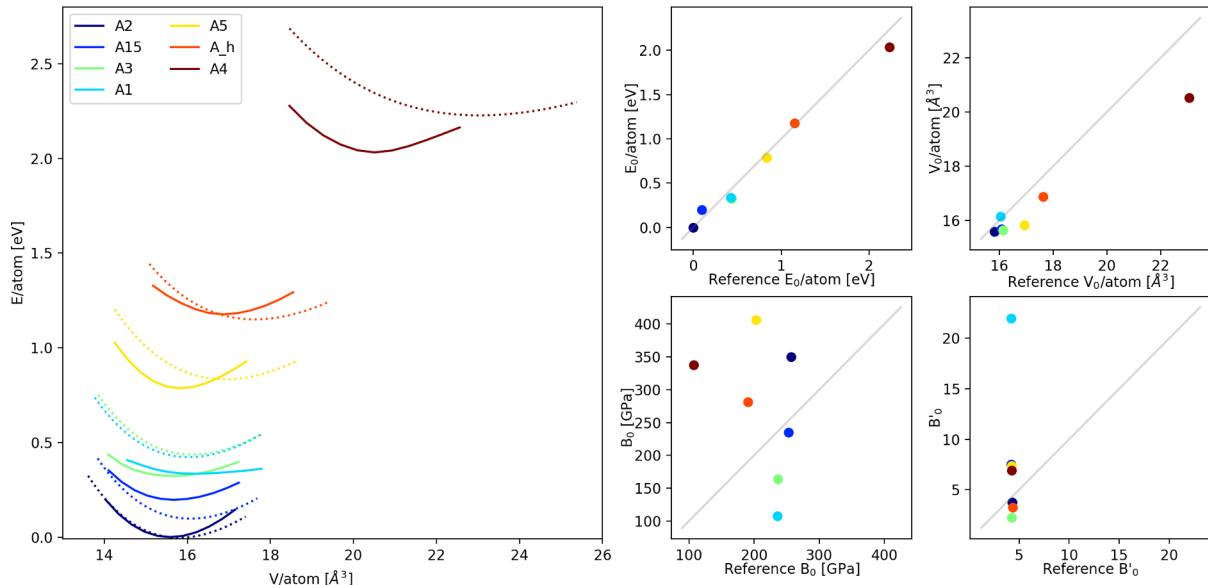 A2
A15
A3
A1
A5
A_h
A4
E/atom [eV]
0.0
0.5
1.0
1.5
2.0
2.5
14 16 18 20 22 24 26
V/atom [Å³]
E₀/atom [eV]
2.0
1.5
1.0
0.5
0.0
0 1 2
Reference E₀/atom [eV]
V₀/atom [Å³]
22
20
18
16
16 18 20 22
Reference V₀/atom [Å³]
B₀ [GPa]
400
350
300
250
200
150
100
100 200 300 400
Reference B₀ [GPa]
B'₀
20
15
10
5
5 10 15 20
Reference B'₀